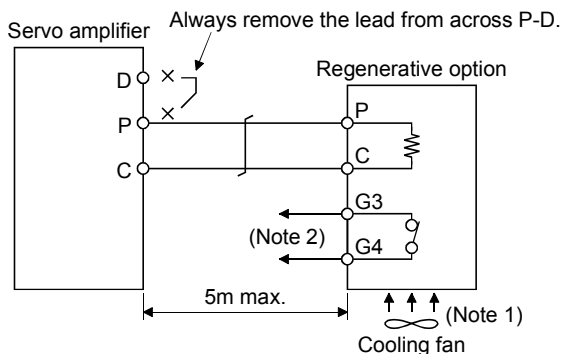 Always remove the lead from across P-D.
Servo amplifier
Regenerative option
D
P
P
C
C
G3
(Note 2)
G4
5m max.
(Note 1)
Cooling fan